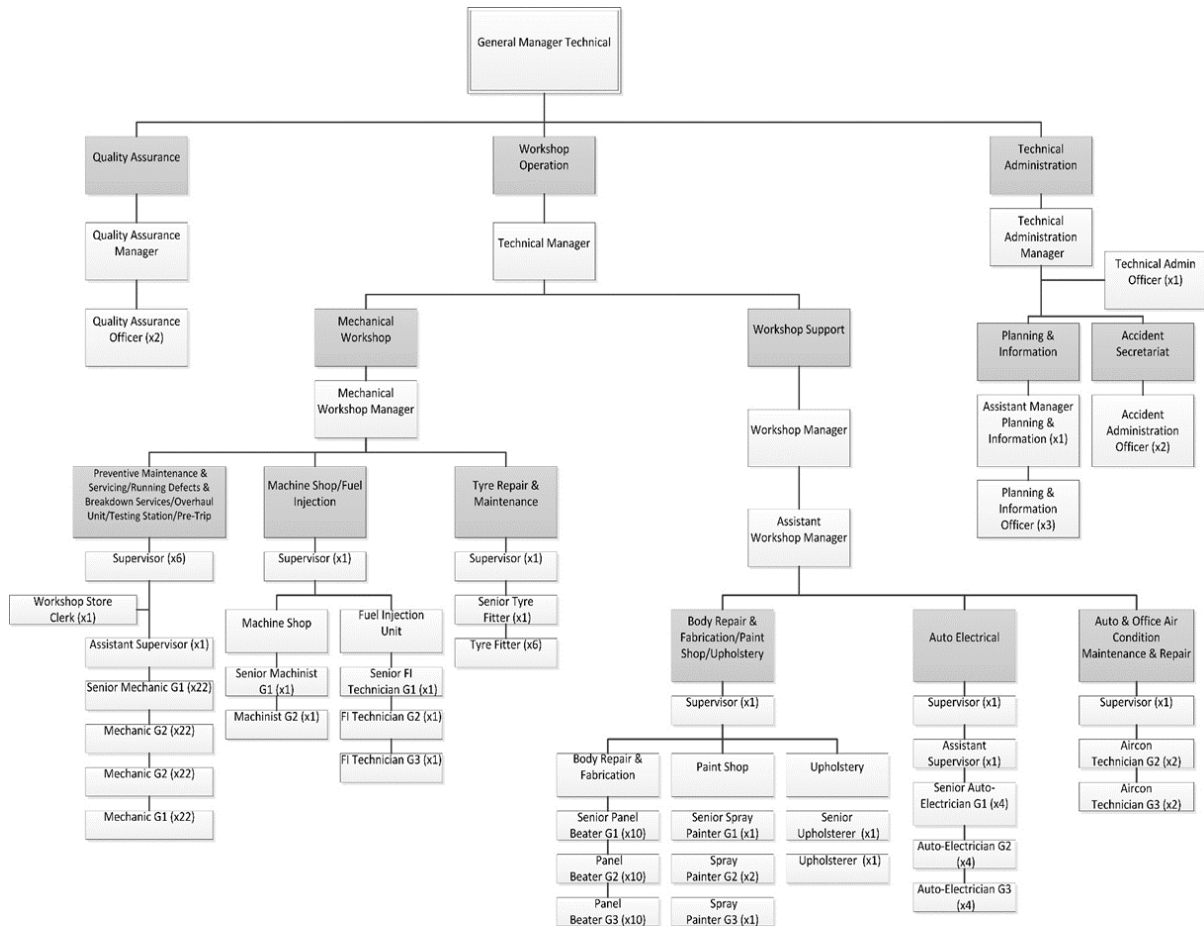 General Manager Technical
Quality Assurance
Workshop
Operation
Technical
Administration
Quality Assurance
Manager
Technical Manager
Technical
Administration
Manager
Technical Admin
Officer (x1)
Quality Assurance
Officer (x2)
Mechanical
Workshop
Workshop Support
Planning &
Information
Accident
Secretariat
Mechanical
Workshop Manager
Workshop Manager
Assistant Manager
Planning &
Information (x1)
Accident
Administration
Officer (x2)
Preventive Maintenance &
Servicing/Running Defects &
Breakdown Services/Overhaul
Unit/Testing Station/Pre-Trip
Machine Shop/Fuel
Injection
Tyre Repair &
Maintenance
Assistant
Workshop Manager
Planning &
Information
Officer (x3)
Supervisor (x6)
Supervisor (x1)
Supervisor (x1)
Workshop Store
Clerk (x1)
Machine Shop
Fuel Injection
Unit
Senior Tyre
Fitter (x1)
Assistant Supervisor (x1)
Tyre Fitter (x6)
Senior Mechanic G1 (x22)
Senior Machinist
G1 (x1)
Senior FI
Technician G1 (x1)
Mechanic G2 (x22)
Machinist G2 (x1)
FI Technician G2 (x1)
Mechanic G2 (x22)
FI Technician G3 (x1)
Mechanic G1 (x22)
Body Repair &
Fabrication/Paint
Shop/Upholstery
Auto Electrical
Auto & Office Air
Condition
Maintenance & Repair
Supervisor (x1)
Supervisor (x1)
Supervisor (x1)
Body Repair &
Fabrication
Paint Shop
Upholstery
Assistant
Supervisor (x1)
Aircon
Technician G2 (x2)
Senior Auto-
Electrician G1 (x4)
Aircon
Technician G3 (x2)
Senior Panel
Beater G1 (x10)
Senior Spray
Painter G1 (x1)
Senior
Upholsterer (x1)
Auto-Electrician G2
(x4)
Panel
Beater G2 (x10)
Spray
Painter G2 (x2)
Upholsterer (x1)
Auto-Electrician G3
(x4)
Panel
Beater G3 (x10)
Spray
Painter G3 (x1)